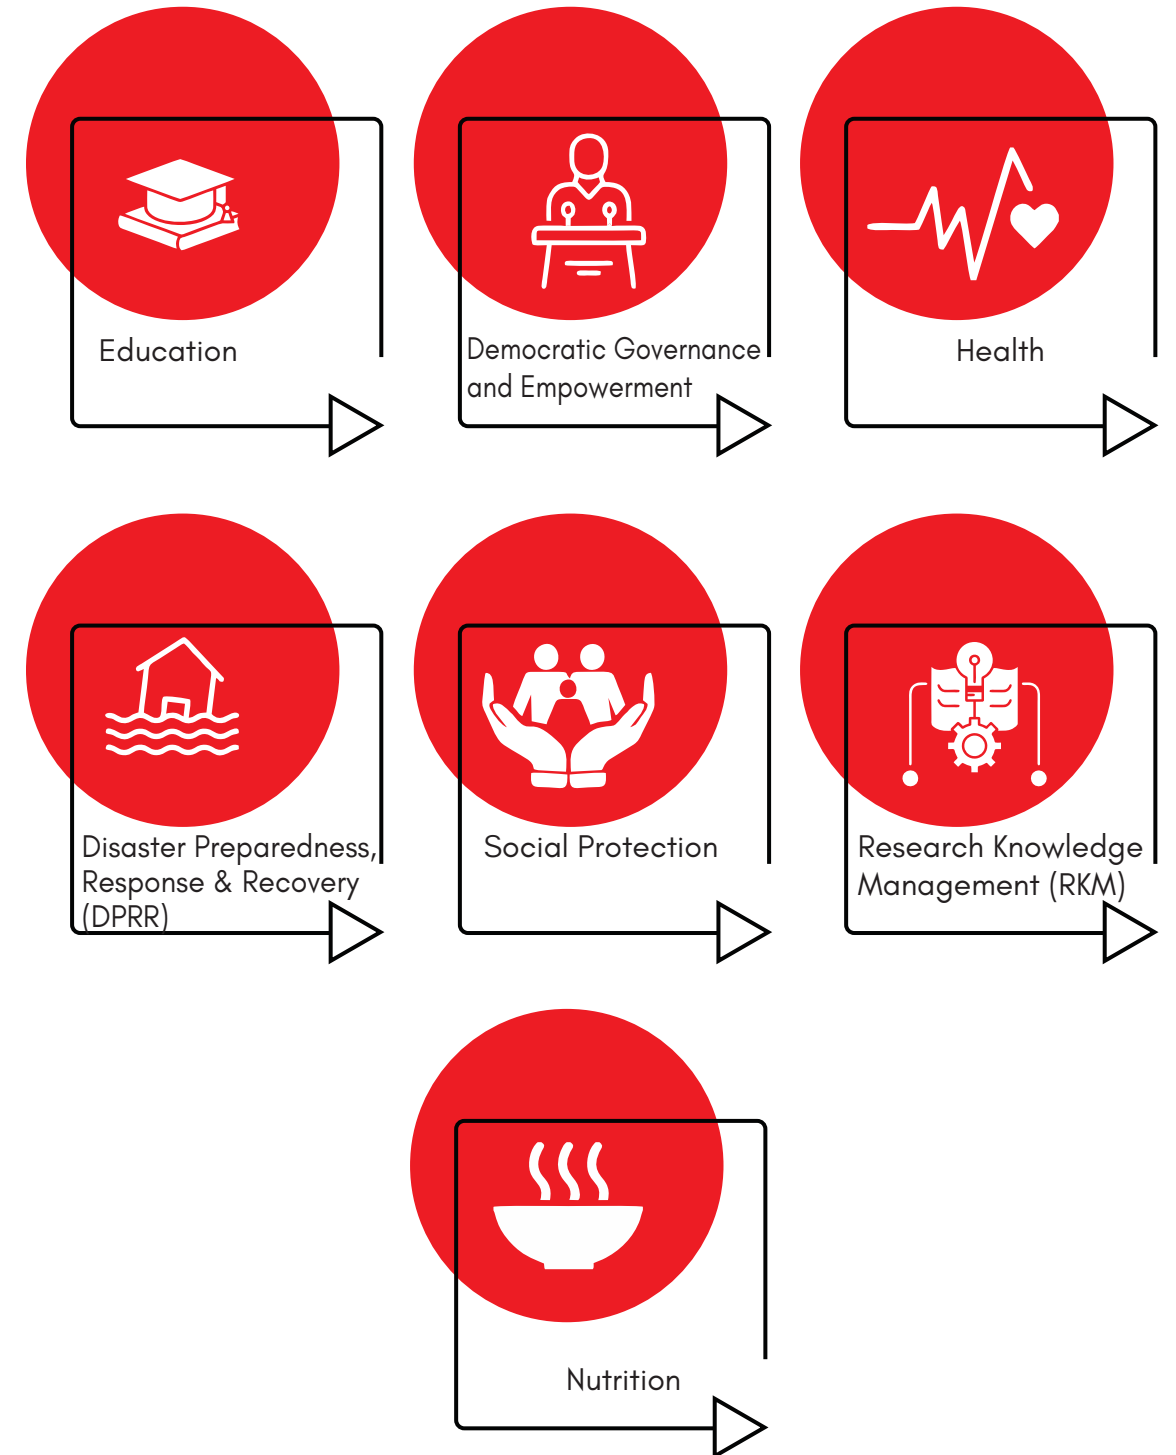 Education
Democratic Governance
and Empowerment
Health
Disaster Preparedness,
Response & Recovery
(DPRR)
Social Protection
Research Knowledge
Management (RKM)
Nutrition